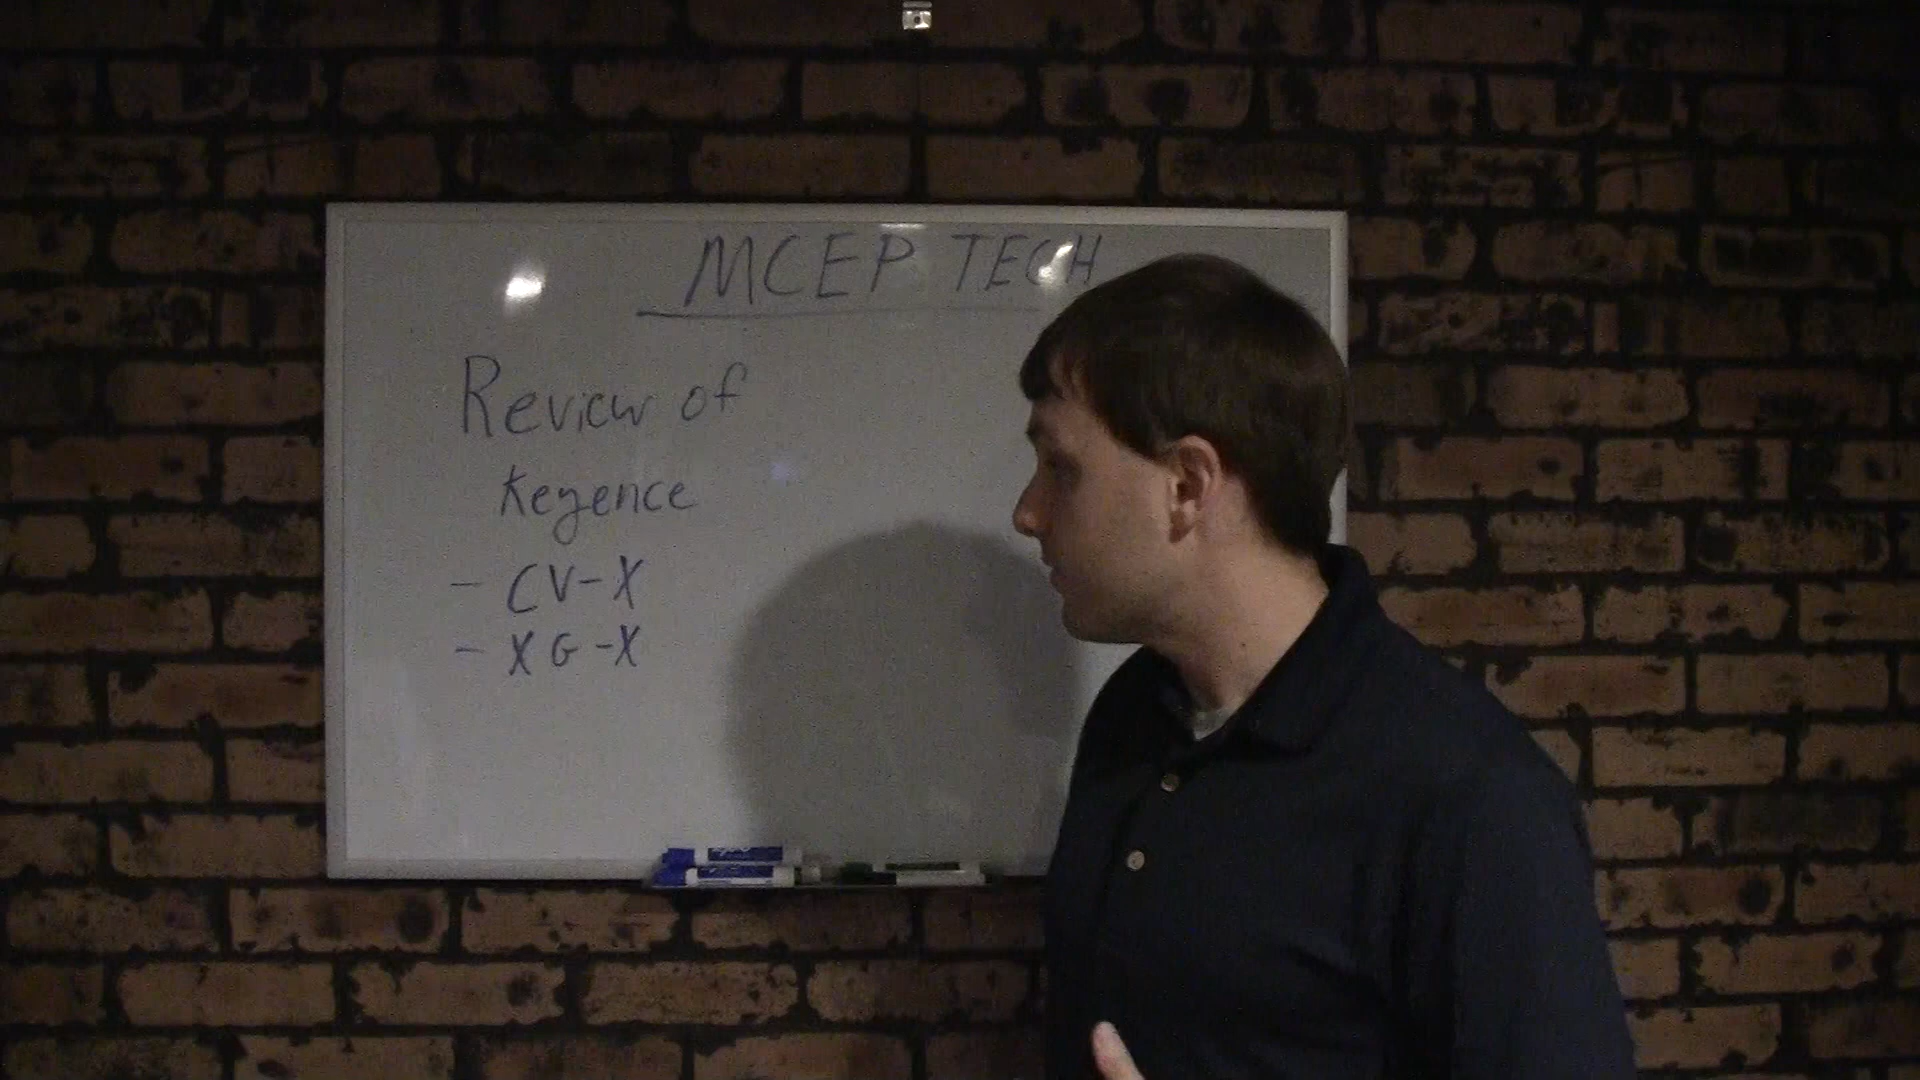 MCEP TECH
Review of
Keyence
- CV-X
- XG-X